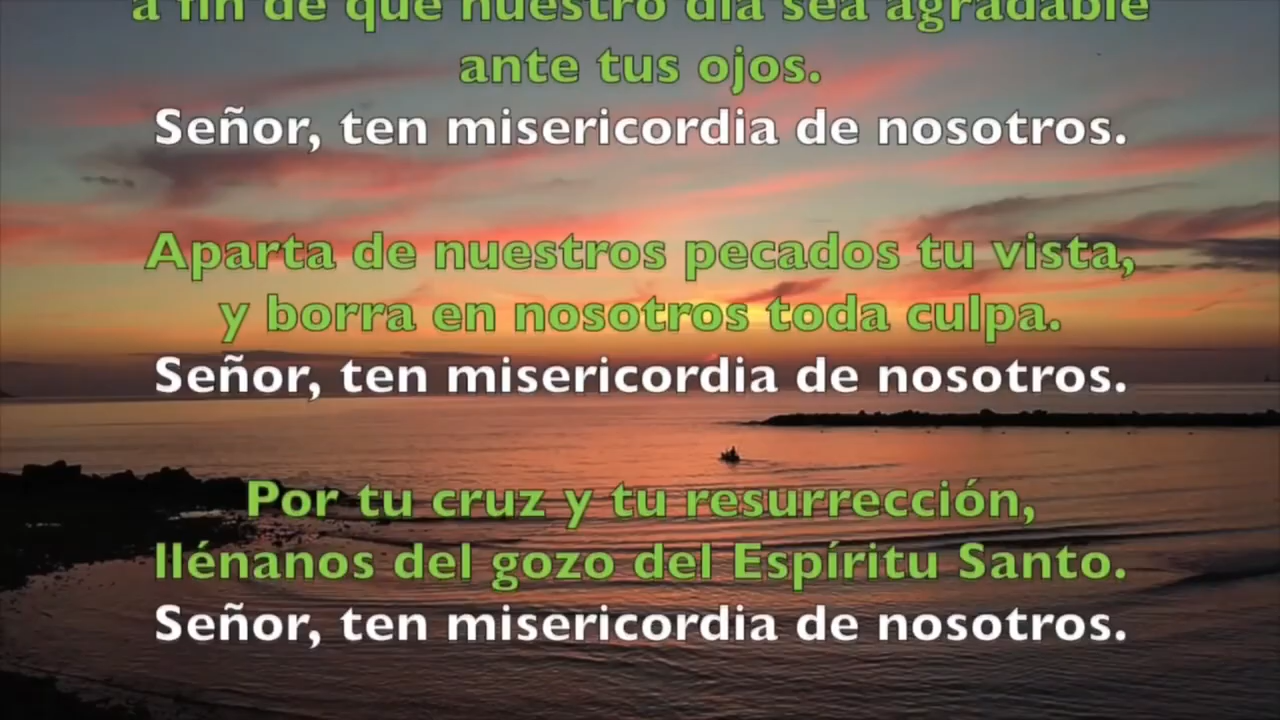 a fin de que nuestro día sea agradable
ante tus ojos.
Señor, ten misericordia de nosotros.
Aparta de nuestros pecados tu vista,
y borra en nosotros toda culpa.
Señor, ten misericordia de nosotros.
Por tu cruz y tu resurrección,
llénanos del gozo del Espíritu Santo.
Señor, ten misericordia de nosotros.